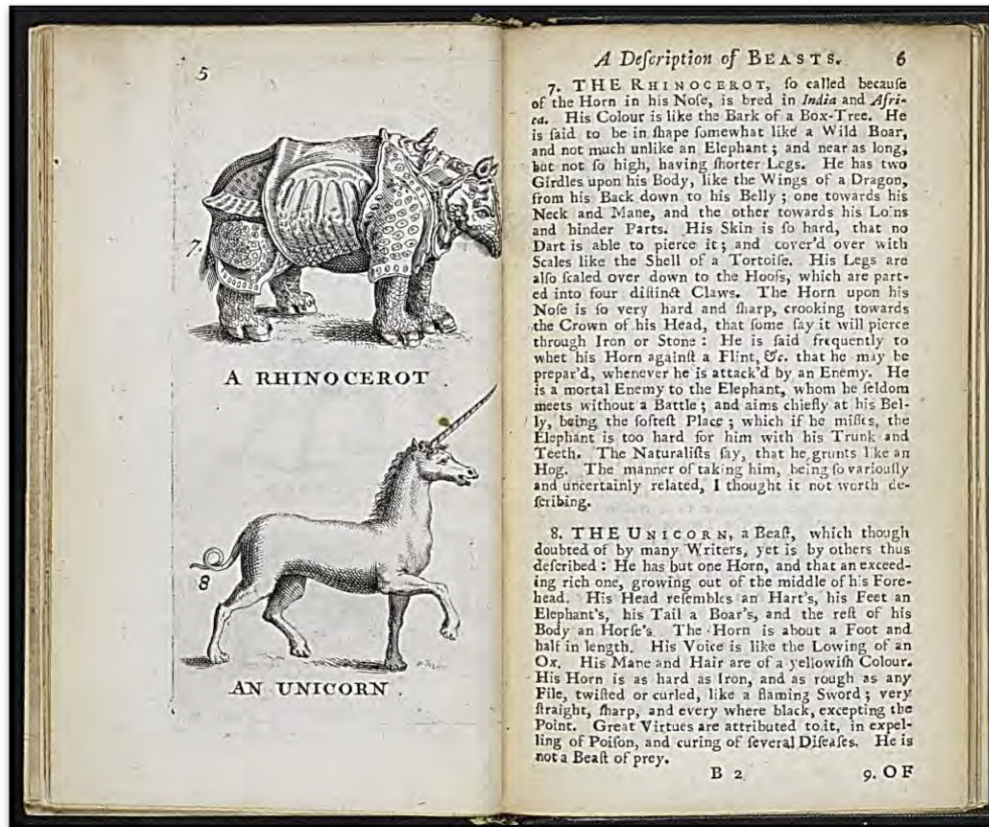 5
7
A RHINOCEROT
8
AN UNICORN.
A Deſcription of BEASTS. 6
7. THE RHINOCEROT, ſo called becauſe
of the Horn in his Noſe, is bred in India and Afri-
ca. His Colour is like the Bark of a Box-Tree. He
is ſaid to be in ſhape ſomewhat like a Wild Boar,
and not much unlike an Elephant; and near as long,
but not ſo high, having ſhorter Legs. He has two
Girdles upon his Body, like the Wings of a Dragon,
from his Back down to his Belly; one towards his
Neck and Mane, and the other towards his Loins
and hinder Parts. His Skin is ſo hard, that no
Dart is able to pierce it; and cover'd over with
Scales like the Shell of a Tortoiſe. His Legs are
alſo ſcaled over down to the Hoofs, which are part-
ed into four diſtinct Claws. The Horn upon his
Noſe is ſo very hard and ſharp, crooking towards
the Crown of his Head, that ſome ſay it will pierce
through Iron or Stone: He is ſaid frequently to
whet his Horn againſt a Flint, &c. that he may be
prepar'd, whenever he is attack'd by an Enemy. He
is a mortal Enemy to the Elephant, whom he ſeldom
meets without a Battle; and aims chiefly at his Bel-
ly, being the ſofteſt Place; which if he miſſes, the
Elephant is too hard for him with his Trunk and
Teeth. The Naturaliſts ſay, that he grunts like an
Hog. The manner of taking him, being ſo variouſly
and uncertainly related, I thought it not worth de-
ſcribing.
8. THE UNICORN, a Beaſt, which though
doubted of by many Writers, yet is by others thus
deſcribed: He has but one Horn, and that an exceed-
ing rich one, growing out of the middle of his Fore-
head. His Head reſembles an Hart's, his Feet an
Elephant's, his Tail a Boar's, and the reſt of his
Body an Horſe's. The Horn is about a Foot and
half in length. His Voice is like the Lowing of an
Ox. His Mane and Hair are of a yellowiſh Colour.
His Horn is as hard as Iron, and as rough as any
File, twiſted or curled, like a flaming Sword; very
ſtraight, ſharp, and every where black, excepting the
Point. Great Virtues are attributed to it, in expel-
ling of Poiſon, and curing of ſeveral Diſeaſes. He is
not a Beaſt of prey.
B 2 9. OF